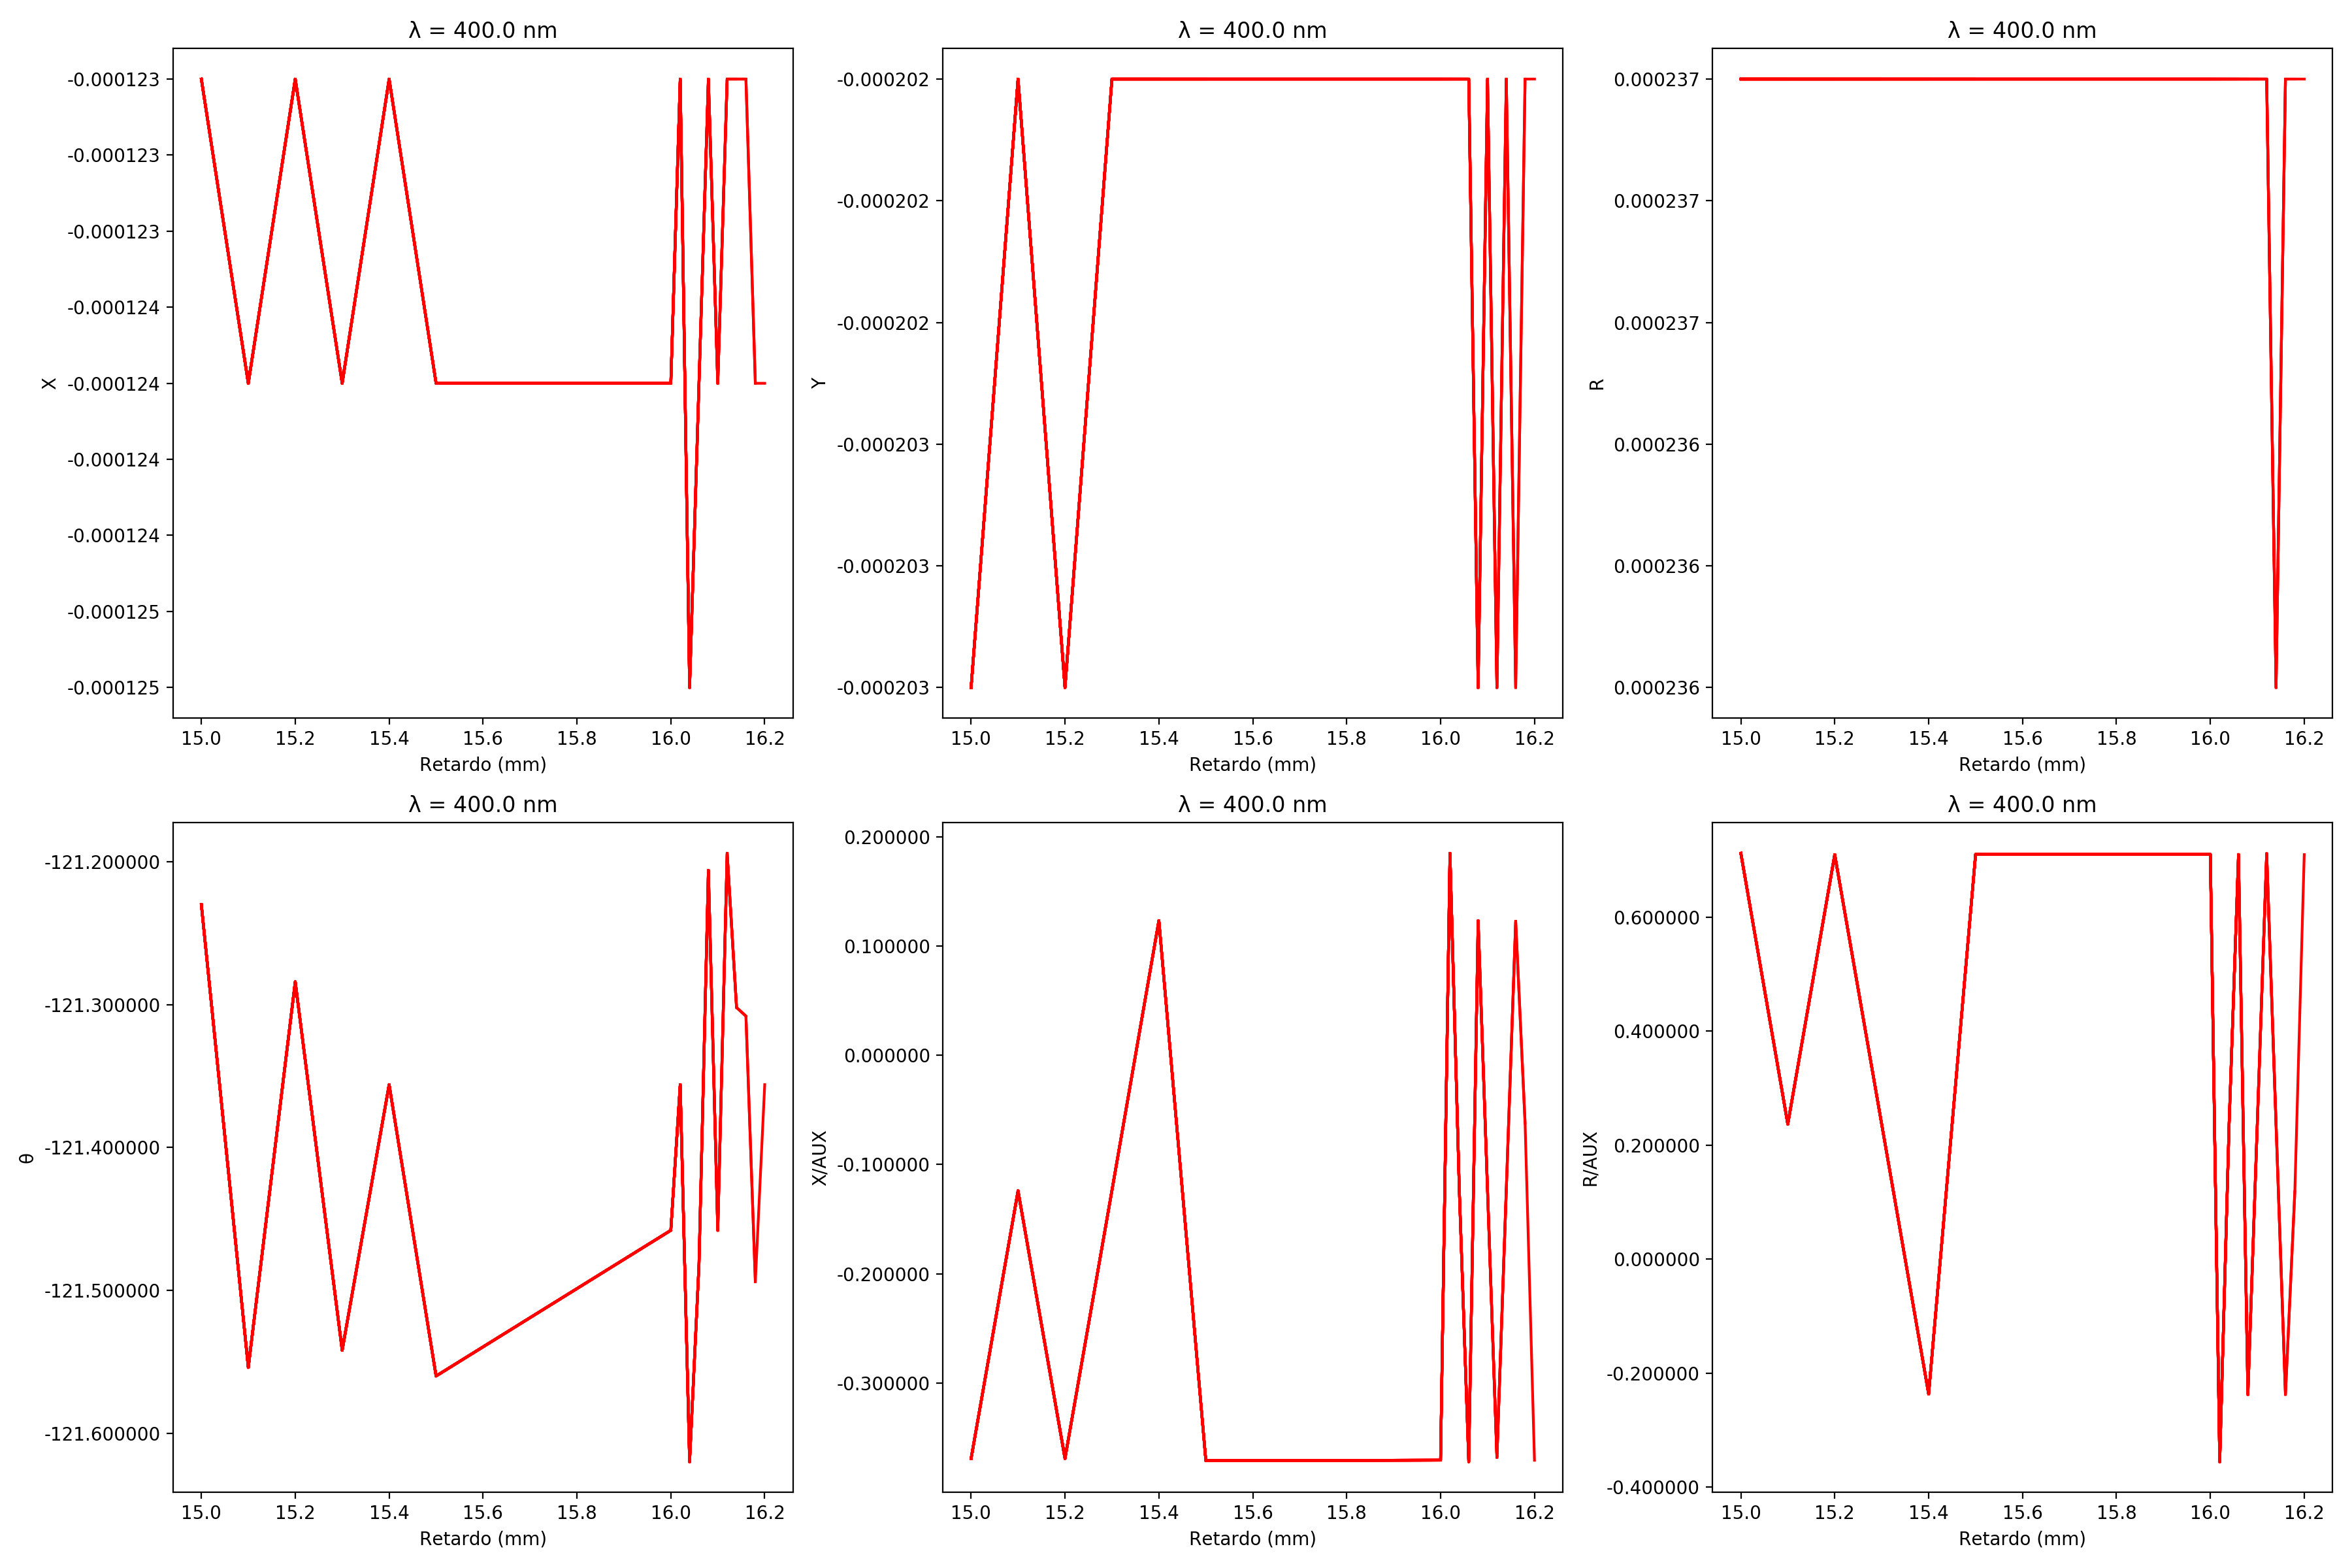 λ = 400.0 nm
-0.000123
-0.000123
-0.000123
-0.000124
-0.000124
-0.000124
-0.000124
-0.000125
-0.000125
X
15.0 15.2 15.4 15.6 15.8 16.0 16.2
Retardo (mm)
λ = 400.0 nm
-0.000202
-0.000202
-0.000202
-0.000203
-0.000203
-0.000203
Y
15.0 15.2 15.4 15.6 15.8 16.0 16.2
Retardo (mm)
λ = 400.0 nm
0.000237
0.000237
0.000237
0.000236
0.000236
0.000236
R
15.0 15.2 15.4 15.6 15.8 16.0 16.2
Retardo (mm)
λ = 400.0 nm
-121.200000
-121.300000
-121.400000
-121.500000
-121.600000
θ
15.0 15.2 15.4 15.6 15.8 16.0 16.2
Retardo (mm)
λ = 400.0 nm
0.200000
0.100000
0.000000
-0.100000
-0.200000
-0.300000
X/AUX
15.0 15.2 15.4 15.6 15.8 16.0 16.2
Retardo (mm)
λ = 400.0 nm
0.600000
0.400000
0.200000
0.000000
-0.200000
-0.400000
R/AUX
15.0 15.2 15.4 15.6 15.8 16.0 16.2
Retardo (mm)